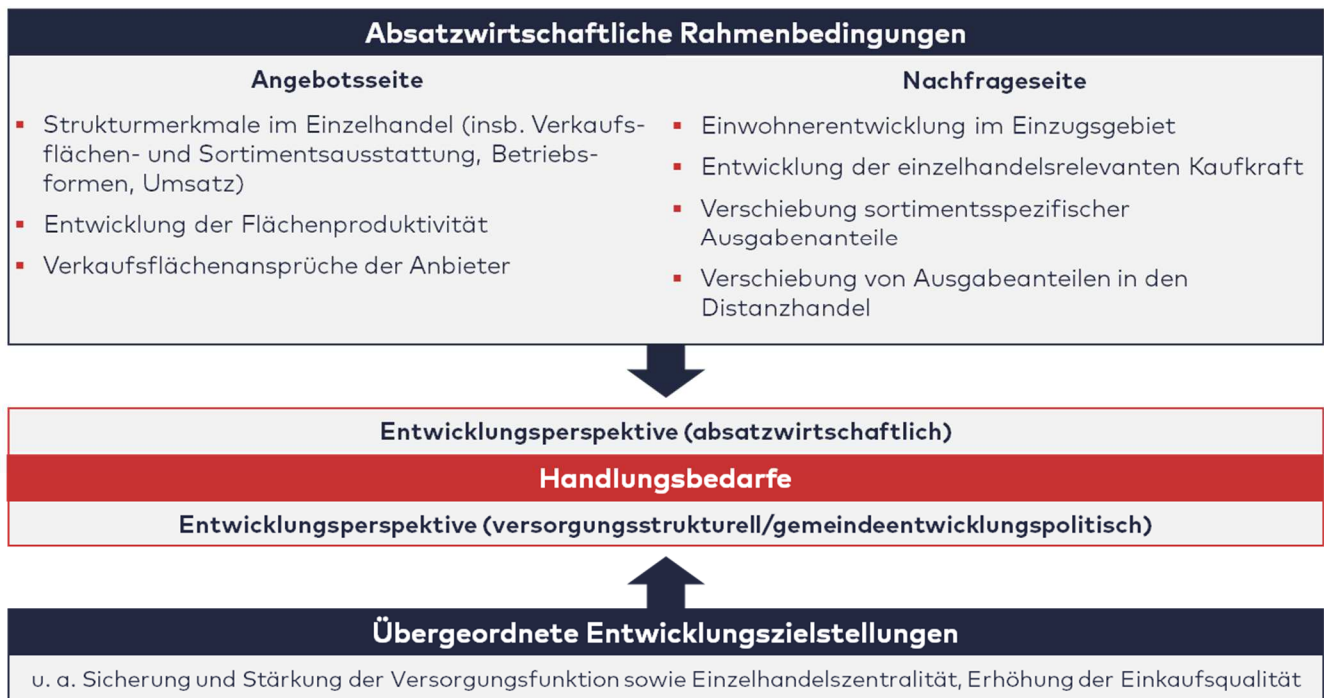 Absatzwirtschaftliche Rahmenbedingungen
Angebotsseite
▪ Strukturmerkmale im Einzelhandel (insb. Verkaufs-
flächen- und Sortimentsausstattung, Betriebs-
formen, Umsatz)
▪ Entwicklung der Flächenproduktivität
▪ Verkaufsflächenansprüche der Anbieter
Nachfrageseite
▪ Einwohnerentwicklung im Einzugsgebiet
▪ Entwicklung der einzelhandelsrelevanten Kaufkraft
▪ Verschiebung sortimentsspezifischer
Ausgabenanteile
▪ Verschiebung von Ausgabeanteilen in den
Distanzhandel
Entwicklungsperspektive (absatzwirtschaftlich)
Handlungsbedarfe
Entwicklungsperspektive (versorgungsstrukturell/gemeindeentwicklungspolitisch)
Übergeordnete Entwicklungszielstellungen
u. a. Sicherung und Stärkung der Versorgungsfunktion sowie Einzelhandelszentralität, Erhöhung der Einkaufsqualität